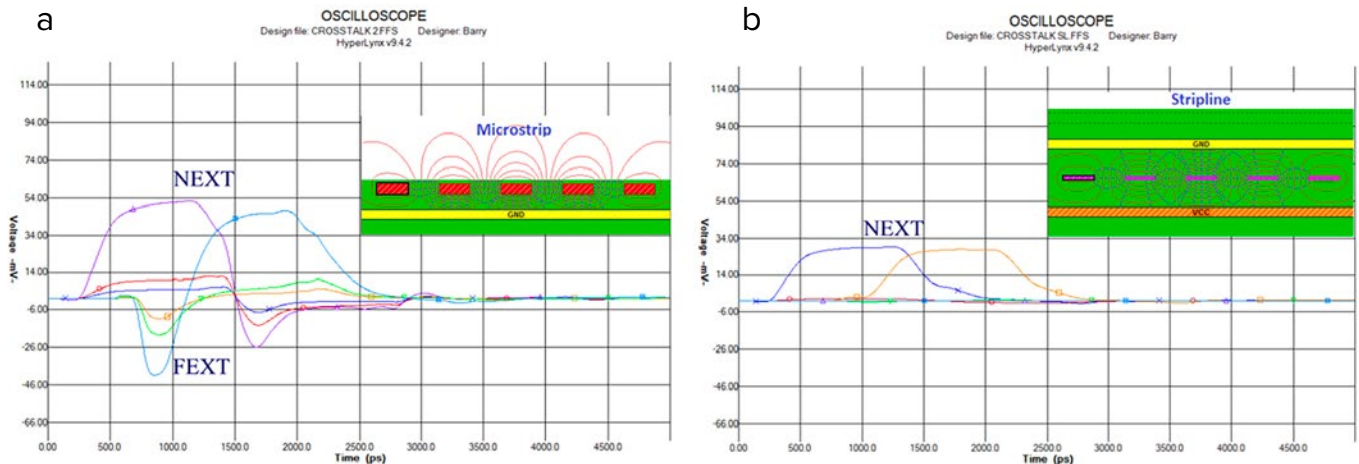 a
OSCILLOSCOPE
Design file: CROSSTALK 2.FFS Designer: Barry
HyperLynx v9.4.2
114.00
94.00
74.00
54.00
34.00
14.00
-6.00
-26.00
-46.00
-66.00
Voltage -mV-
NEXT
FEXT
Microstrip
GND
0.00 500.0 1000.0 1500.0 2000.0 2500.0 3000.0 3500.0 4000.0 4500.0
Time (ps)
b
OSCILLOSCOPE
Design file: CROSSTALK SL.FFS Designer: Barry
HyperLynx v9.4.2
114.00
94.00
74.00
54.00
34.00
14.00
-6.00
-26.00
-46.00
-66.00
Voltage -mV-
NEXT
Stripline
GND
VCC
0.00 500.0 1000.0 1500.0 2000.0 2500.0 3000.0 3500.0 4000.0 4500.0
Time (ps)